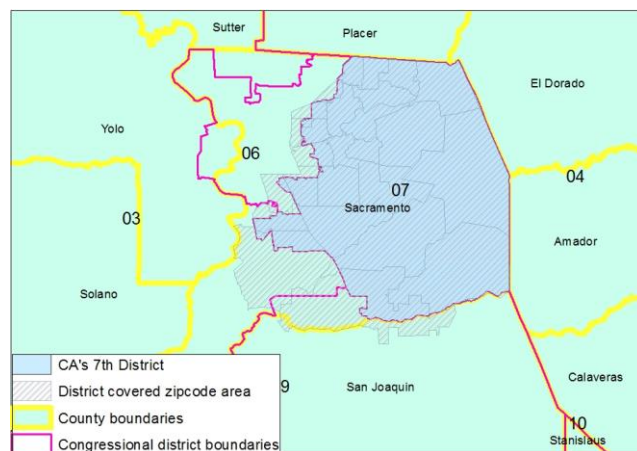 Sutter
Placer
El Dorado
Yolo
06
07
04
Sacramento
03
Amador
Solano
9
San Joaquin
Calaveras
10
Stanislaus
CA's 7th District
District covered zipcode area
County boundaries
Congressional district boundaries